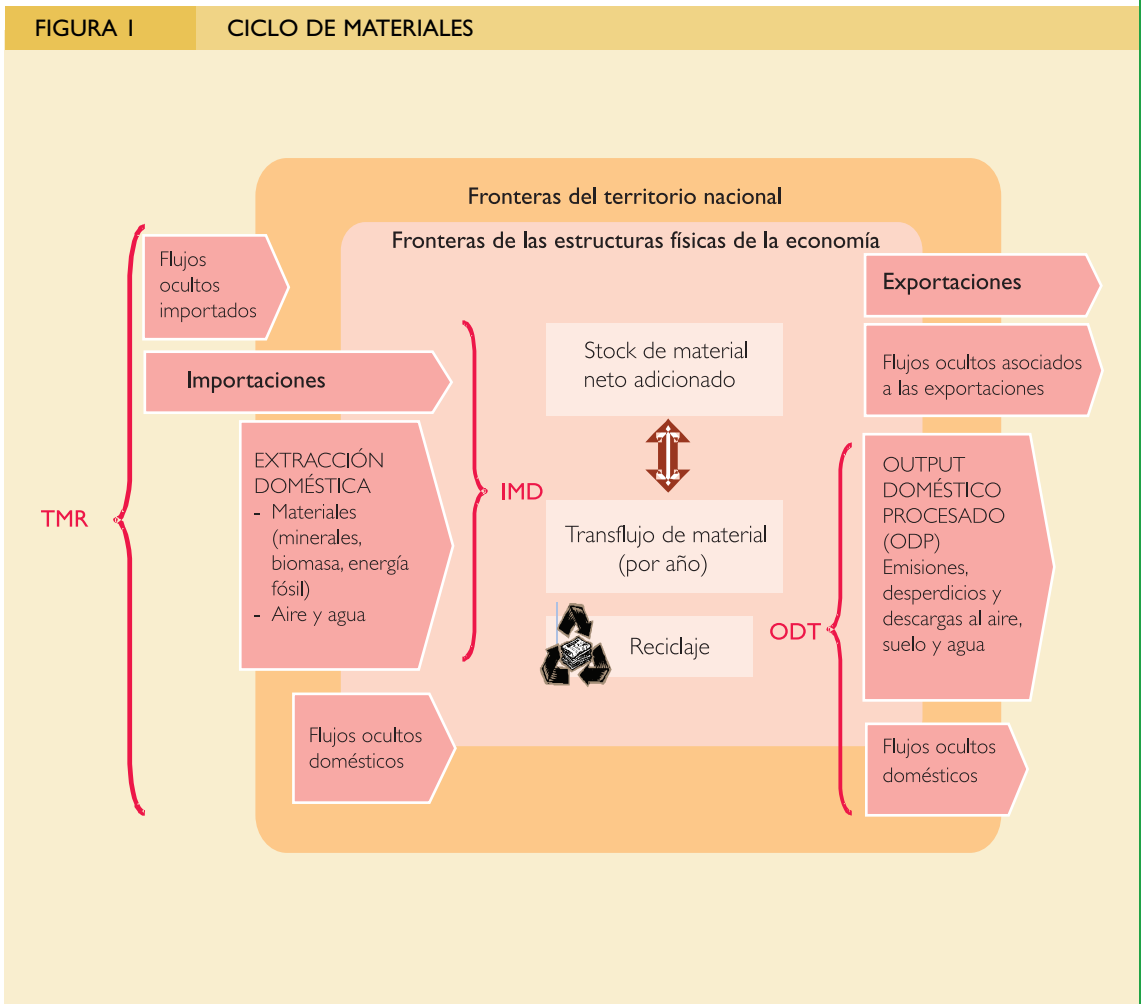 FIGURA 1 CICLO DE MATERIALES
Fronteras del territorio nacional
Fronteras de las estructuras físicas de la economía
TMR
Flujos
ocultos
importados
Importaciones
EXTRACCIÓN
DOMÉSTICA
- Materiales
(minerales,
biomasa, energía
fósil)
- Aire y agua
Flujos ocultos
domésticos
IMD
Stock de material
neto adicionado
Transflujo de material
(por año)
Reciclaje
ODT
Exportaciones
Flujos ocultos asociados
a las exportaciones
OUTPUT
DOMÉSTICO
PROCESADO
(ODP)
Emisiones,
desperdicios y
descargas al aire,
suelo y agua
Flujos ocultos
domésticos